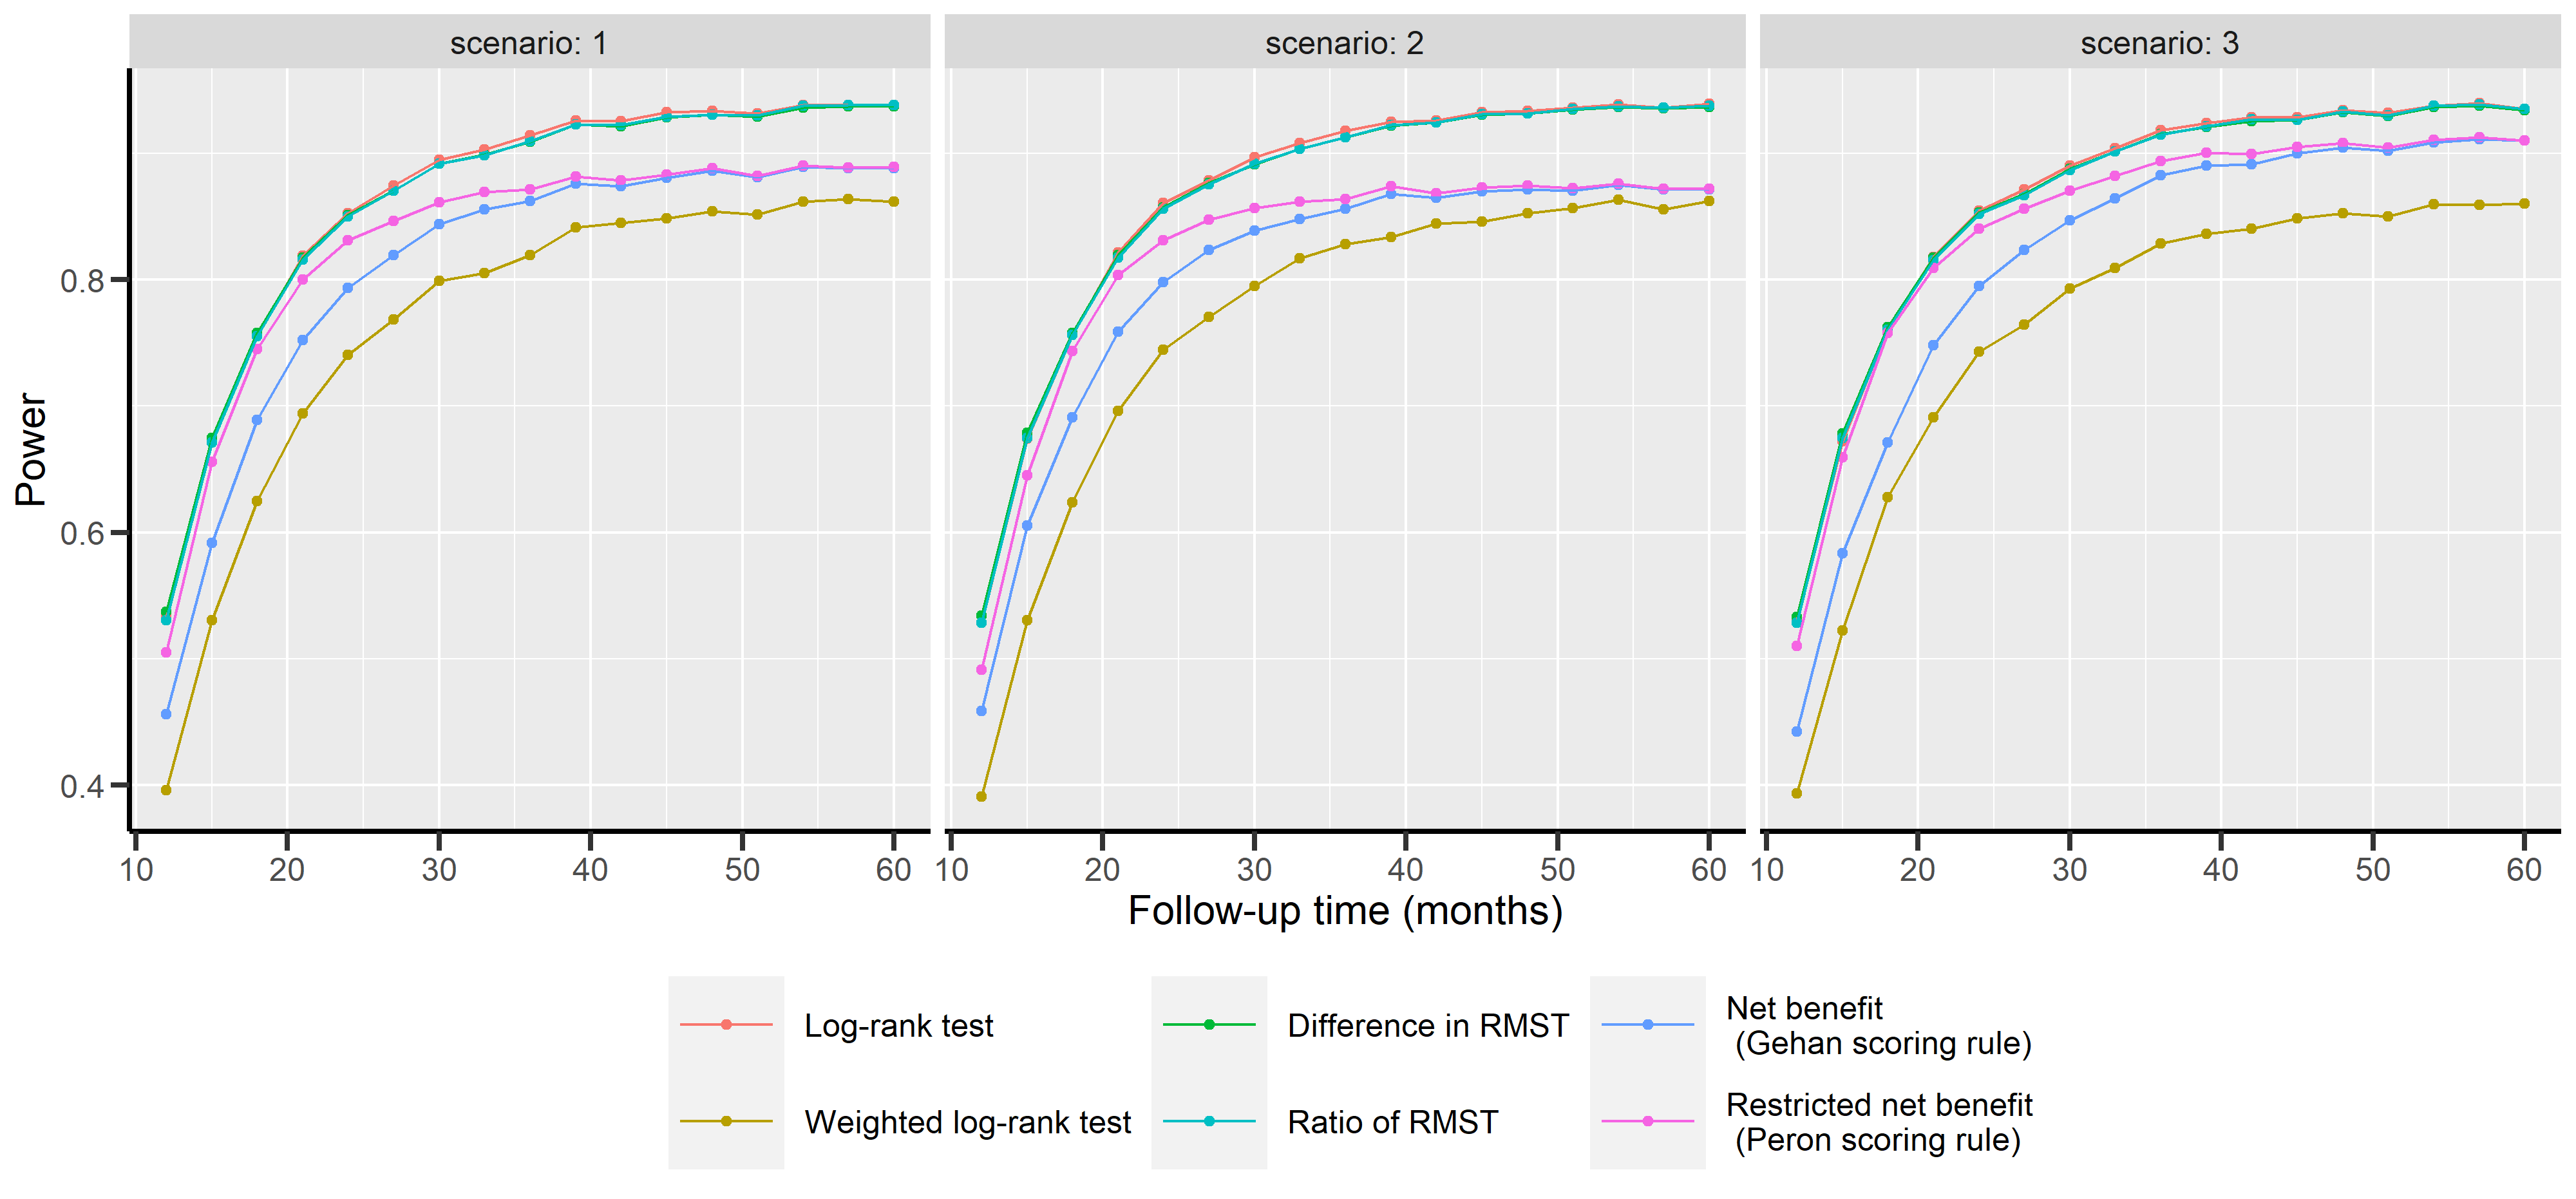 scenario: 1
scenario: 2
scenario: 3
Power
0.8
0.6
0.4
10 20 30 40 50 60
10 20 30 40 50 60
10 20 30 40 50 60
Follow-up time (months)
Log-rank test
Weighted log-rank test
Difference in RMST
Ratio of RMST
Net benefit
(Gehan scoring rule)
Restricted net benefit
(Peron scoring rule)